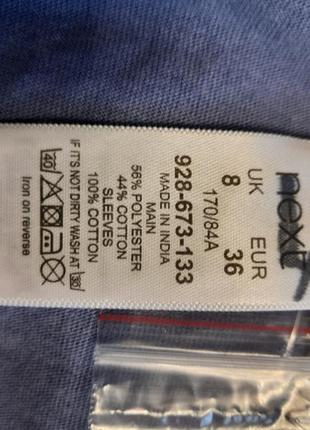 next
UK EUR
8 36
170/84A
928-673-133
MADE IN INDIA
MAIN
56% POLYESTER
44% COTTON
SLEEVES
100% COTTON
IF IT'S NOT DIRTY WASH AT 30
40
Iron on reverse